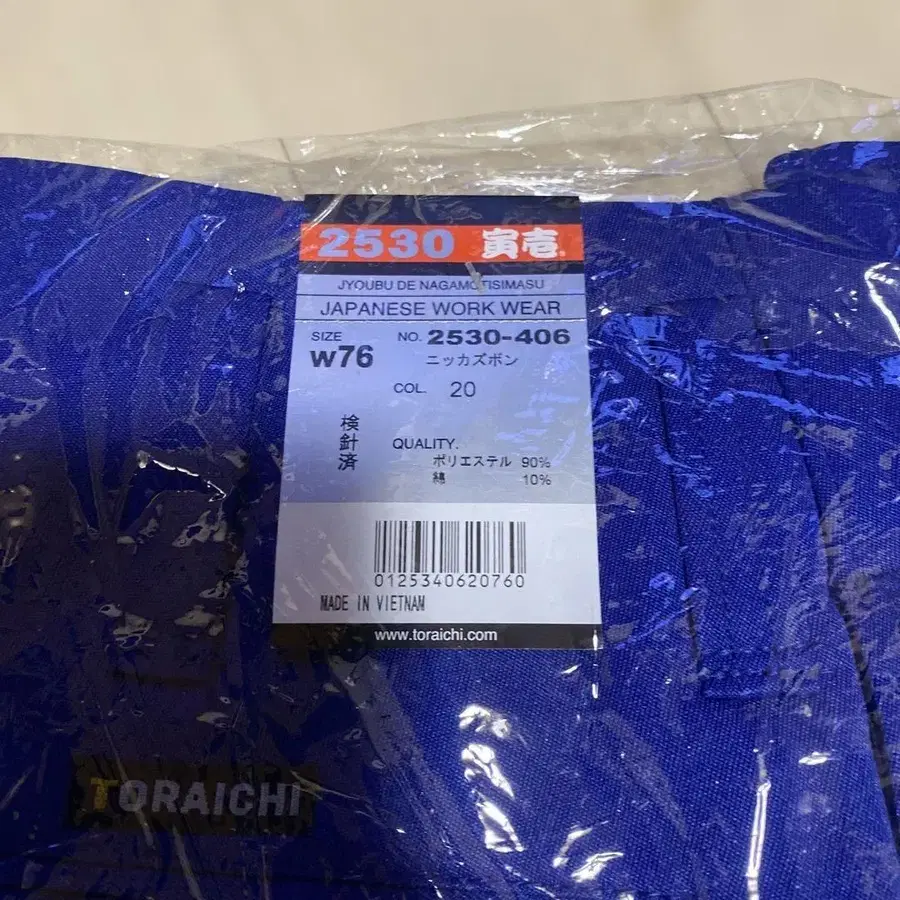 2530 寅壱
JYOUBU DE NAGAMOTISIMASU
JAPANESE WORK WEAR
SIZE W76
NO. 2530-406
ニッカズボン
COL. 20
検針済
QUALITY.
ポリエステル 90%
綿 10%
0125340620760
MADE IN VIETNAM
www.toraichi.com
TORAICHI